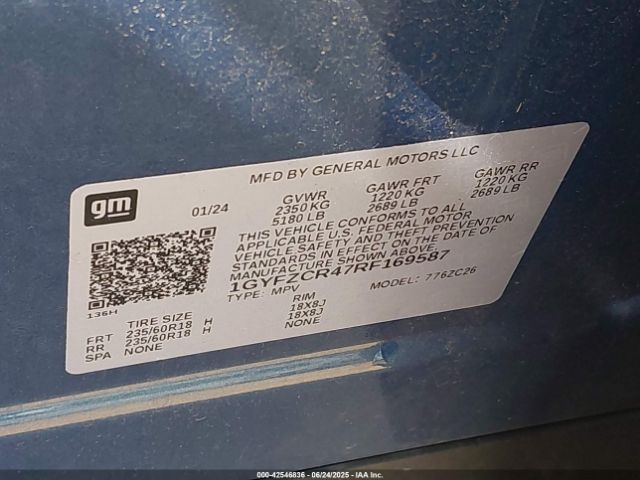 MFD BY GENERAL MOTORS LLC
gm
01/24
GVWR GAWR FRT GAWR RR
2350 KG 1220 KG 1220 KG
5180 LB 2689 LB 2689 LB
THIS VEHICLE CONFORMS TO ALL
APPLICABLE U.S. FEDERAL MOTOR
VEHICLE SAFETY AND THEFT PREVENTION
STANDARDS IN EFFECT ON THE DATE OF
MANUFACTURE SHOWN ABOVE.
1GYFZCR47RF169587
TYPE: MPV MODEL: 776ZC26
136H
TIRE SIZE RIM
FRT 235/60R18 H 18X8J
RR 235/60R18 H 18X8J
SPA NONE NONE
000-42546836 - 06/24/2025 - IAA Inc.